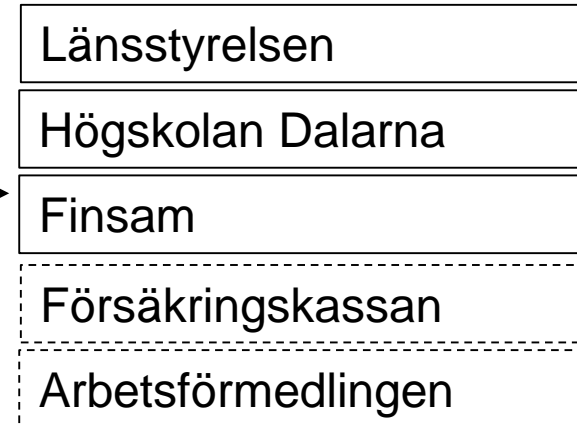 Länsstyrelsen
Högskolan Dalarna
Finsam
Försäkringskassan
Arbetsförmedlingen